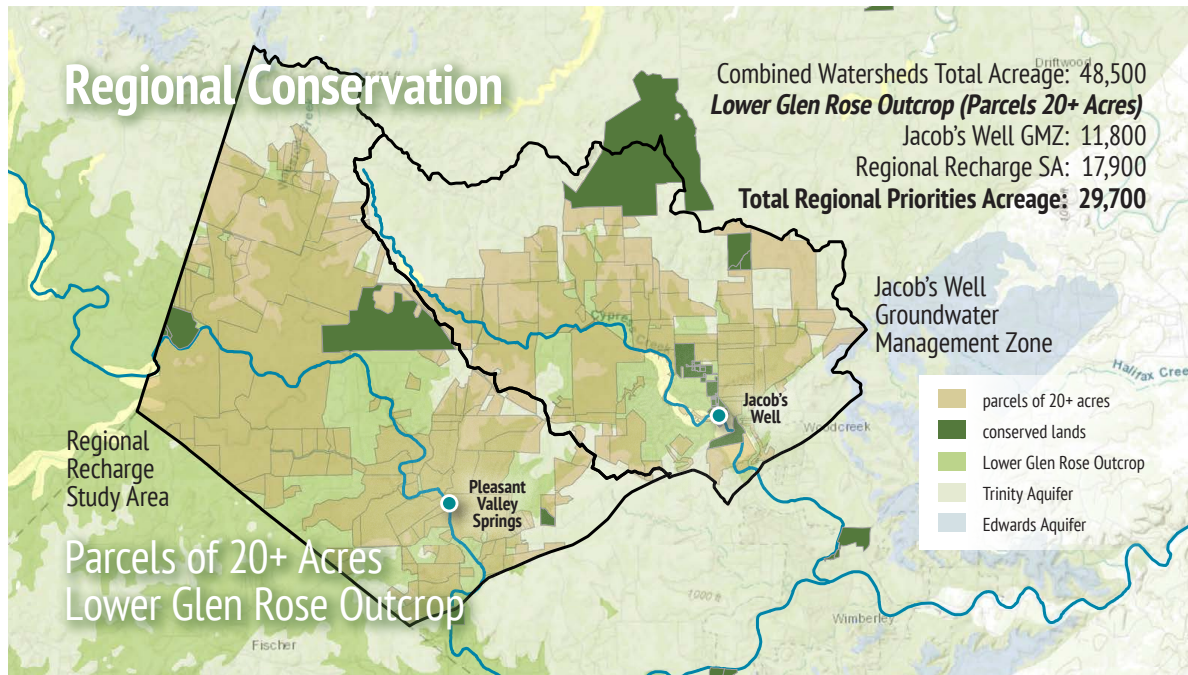 Regional Conservation
Combined Watersheds Total Acreage: 48,500
Lower Glen Rose Outcrop (Parcels 20+ Acres)
Jacob's Well GMZ: 11,800
Regional Recharge SA: 17,900
Total Regional Priorities Acreage: 29,700
Driftwood
Jacob's Well
Groundwater
Management Zone
Halifax Creek
Cypress Creek
Jacob's
Well
Woodcreek
parcels of 20+ acres
conserved lands
Lower Glen Rose Outcrop
Trinity Aquifer
Edwards Aquifer
Regional
Recharge
Study Area
Pleasant
Valley
Springs
Parcels of 20+ Acres
Lower Glen Rose Outcrop
1000 ft
Wimberley
Fischer